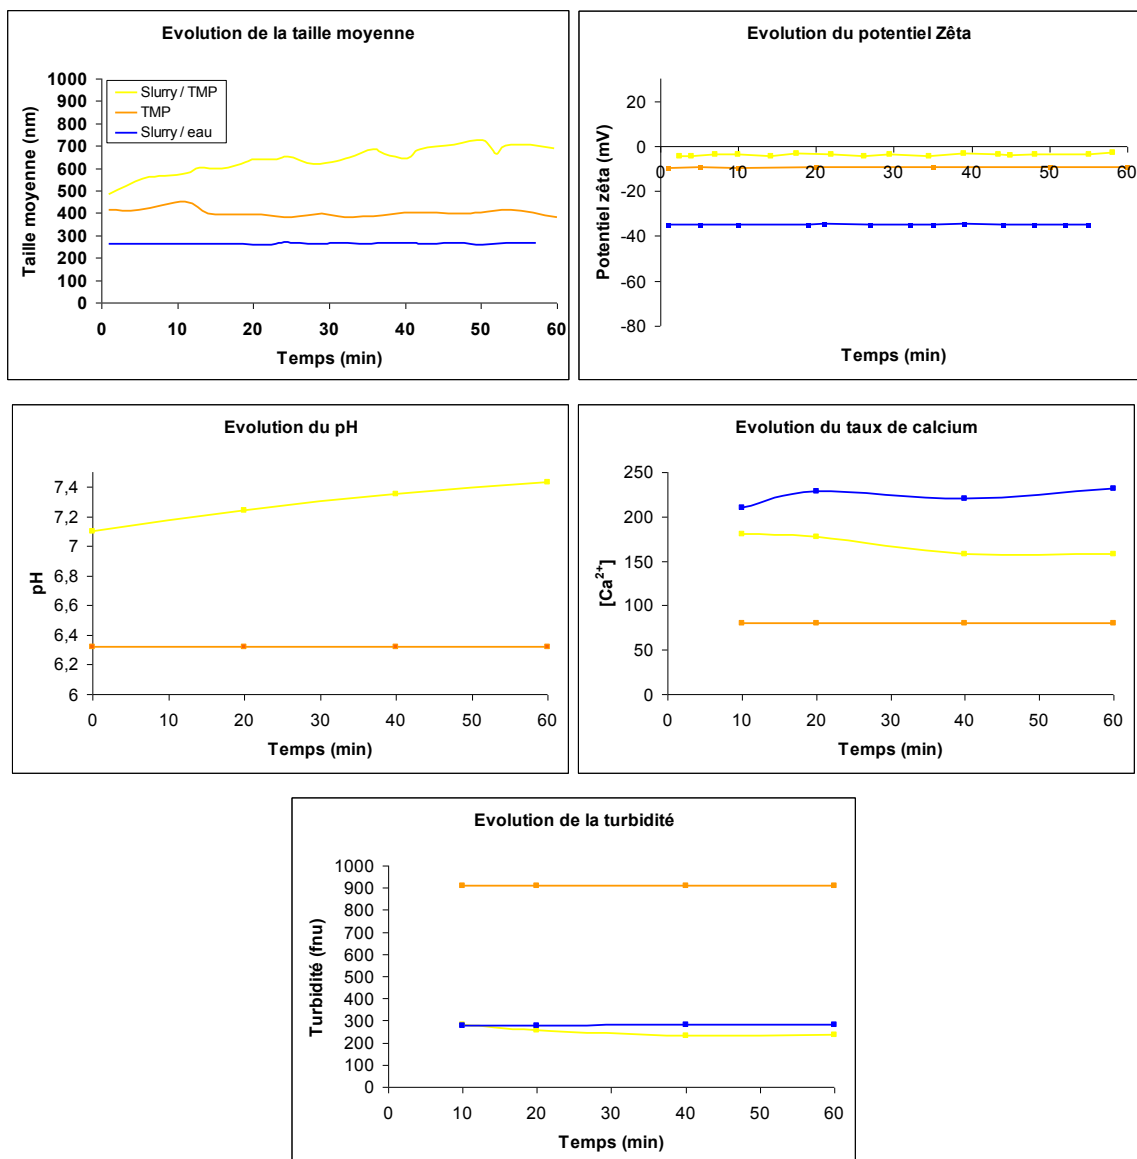 Evolution de la taille moyenne
Taille moyenne (nm)
1000
900
800
700
600
500
400
300
200
100
0
Slurry / TMP
TMP
Slurry / eau
0 10 20 30 40 50 60
Temps (min)
Evolution du potentiel Zêta
Potentiel zêta (mV)
20
0
-20
-40
-60
-80
0 10 20 30 40 50 60
Temps (min)
Evolution du pH
pH
7,4
7,2
7
6,8
6,6
6,4
6,2
6
0 10 20 30 40 50 60
Temps (min)
Evolution du taux de calcium
[Ca2+]
250
200
150
100
50
0
0 10 20 30 40 50 60
Temps (min)
Evolution de la turbidité
Turbidité (fnu)
1000
900
800
700
600
500
400
300
200
100
0
0 10 20 30 40 50 60
Temps (min)